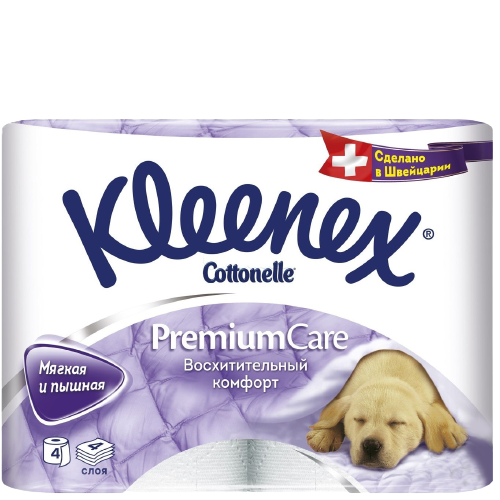 Сделано
в Швейцарии
Kleenex®
Cottonelle
PremiumCare
Восхитительный
комфорт
Мягкая
и пышная
4
4
слоя